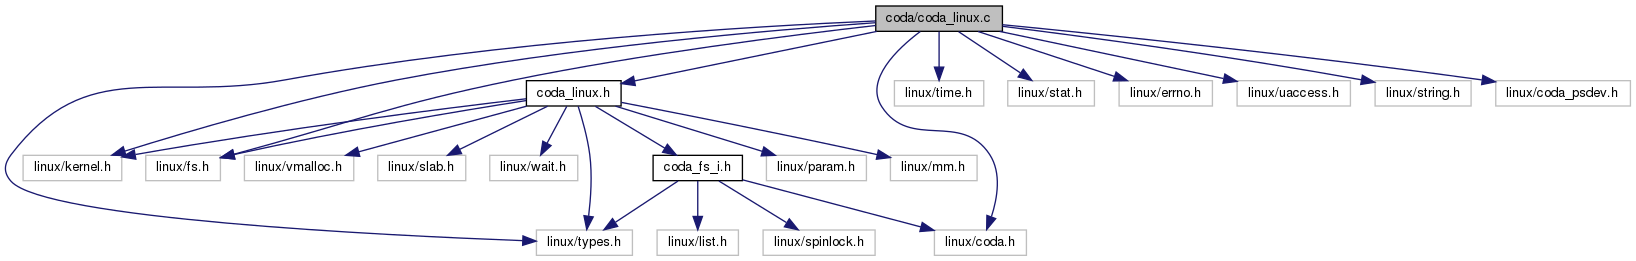 coda/coda_linux.c
coda_linux.h
linux/time.h
linux/stat.h
linux/errno.h
linux/uaccess.h
linux/string.h
linux/coda_psdev.h
linux/kernel.h
linux/fs.h
linux/vmalloc.h
linux/slab.h
linux/wait.h
coda_fs_i.h
linux/param.h
linux/mm.h
linux/types.h
linux/list.h
linux/spinlock.h
linux/coda.h